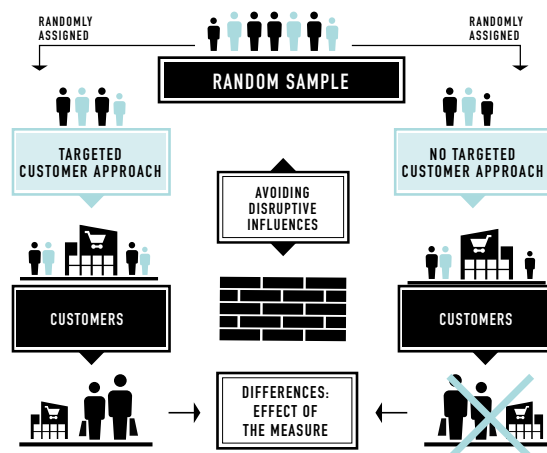 RANDOMLY
ASSIGNED
RANDOMLY
ASSIGNED
RANDOM SAMPLE
TARGETED
CUSTOMER APPROACH
NO TARGETED
CUSTOMER APPROACH
AVOIDING
DISRUPTIVE
INFLUENCES
CUSTOMERS
CUSTOMERS
DIFFERENCES:
EFFECT OF
THE MEASURE